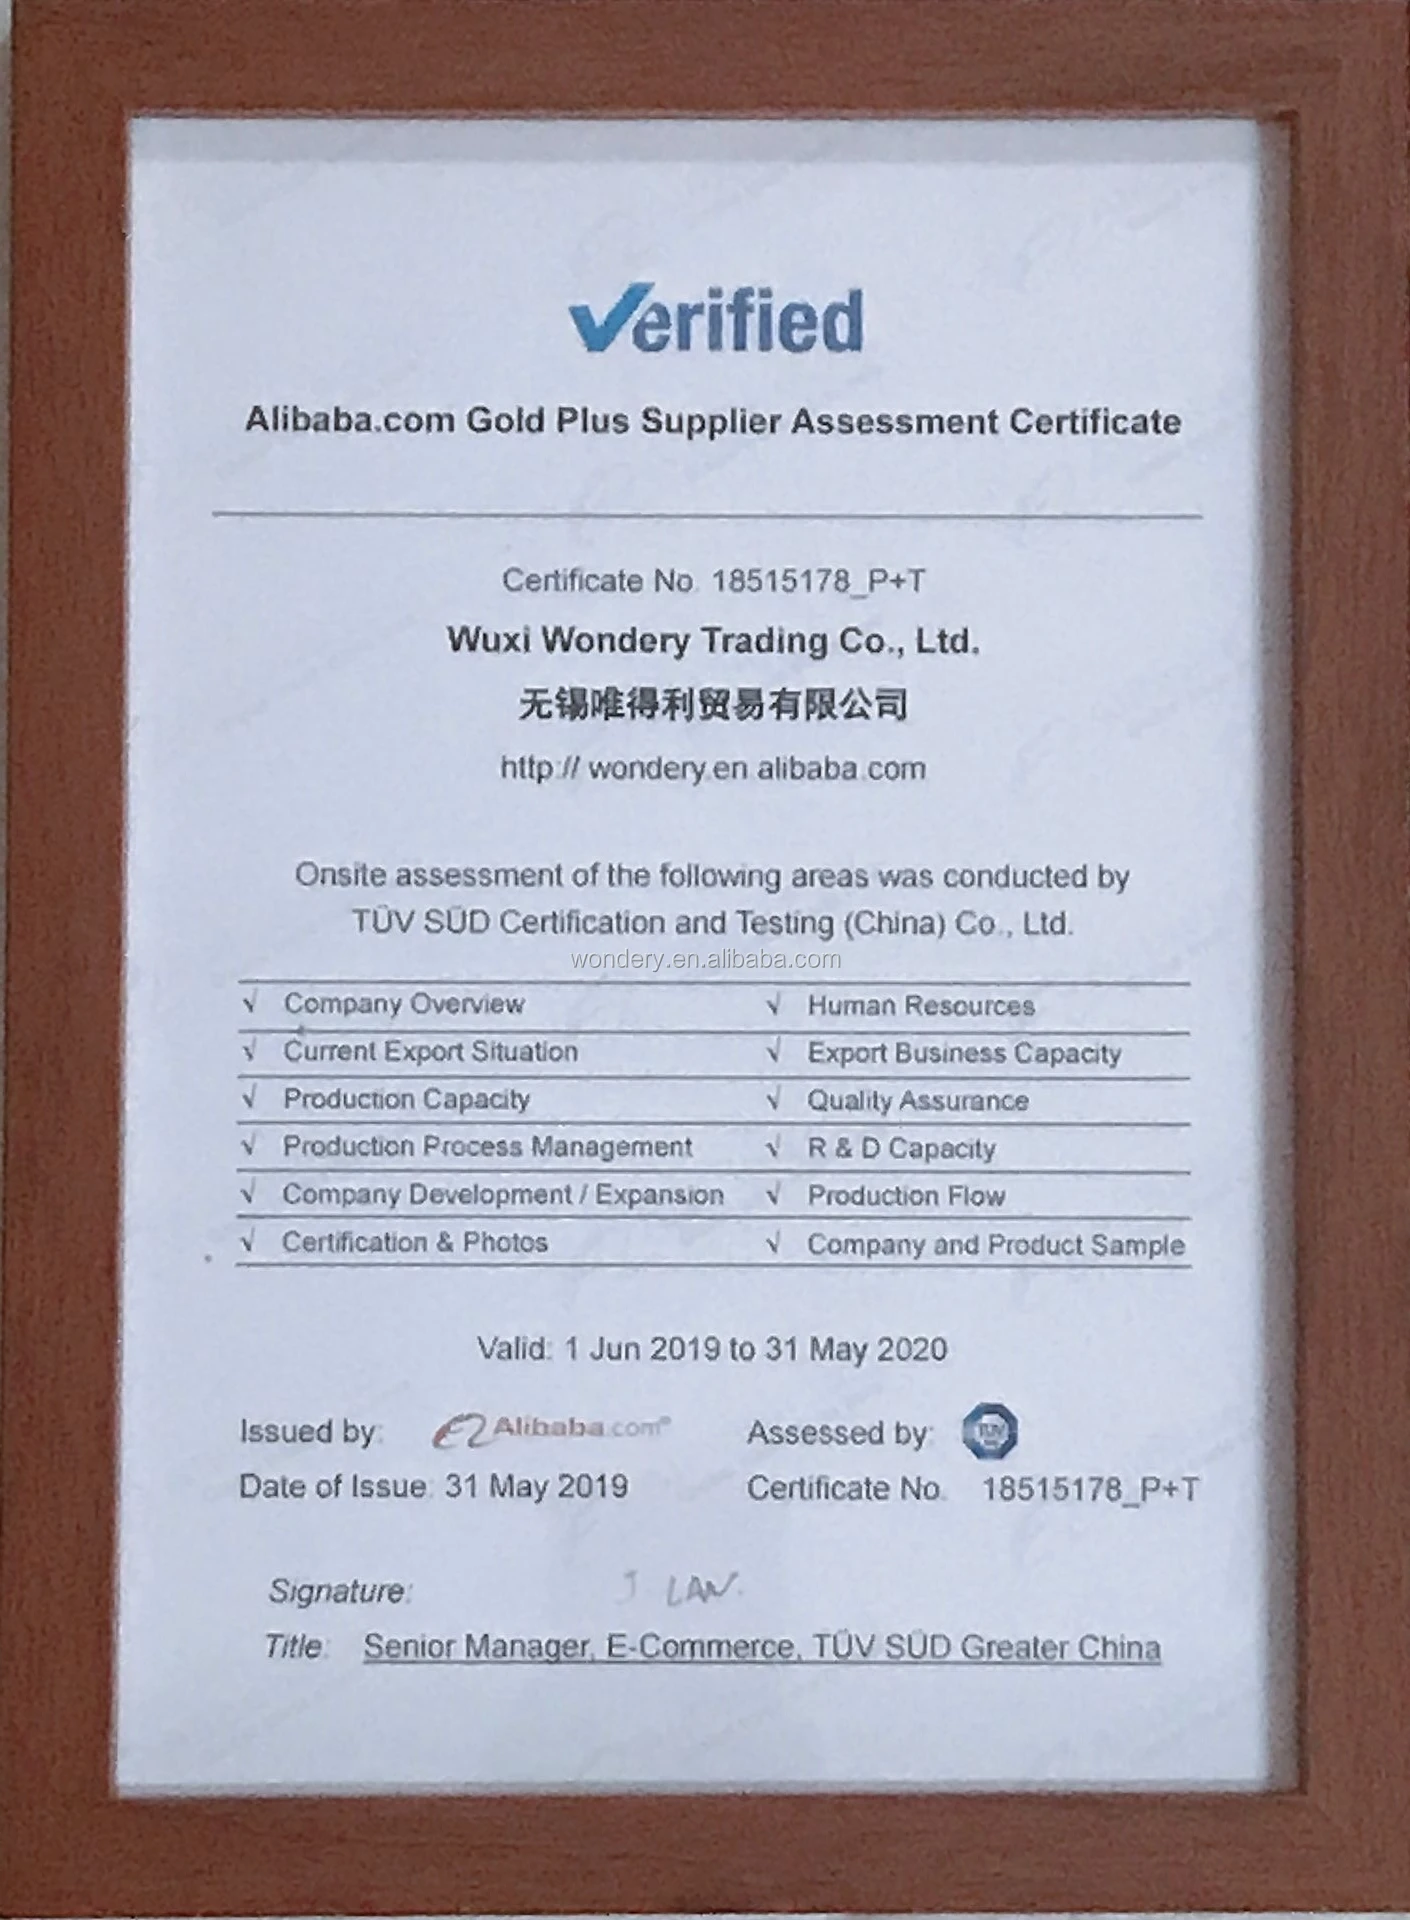 Verified
Alibaba.com Gold Plus Supplier Assessment Certificate
Certificate No. 18515178_P+T
Wuxi Wondery Trading Co., Ltd.
无锡唯得利贸易有限公司
http:// wondery.en.alibaba.com
Onsite assessment of the following areas was conducted by
TÜV SÜD Certification and Testing (China) Co., Ltd.
wondery.en.alibaba.com
√ Company Overview √ Human Resources
√ Current Export Situation √ Export Business Capacity
√ Production Capacity √ Quality Assurance
√ Production Process Management √ R & D Capacity
√ Company Development / Expansion √ Production Flow
√ Certification & Photos √ Company and Product Sample
Valid: 1 Jun 2019 to 31 May 2020
Issued by: Alibaba.com® Assessed by: TÜV
Date of Issue: 31 May 2019 Certificate No. 18515178_P+T
Signature: J LAN.
Title: Senior Manager, E-Commerce, TÜV SÜD Greater China